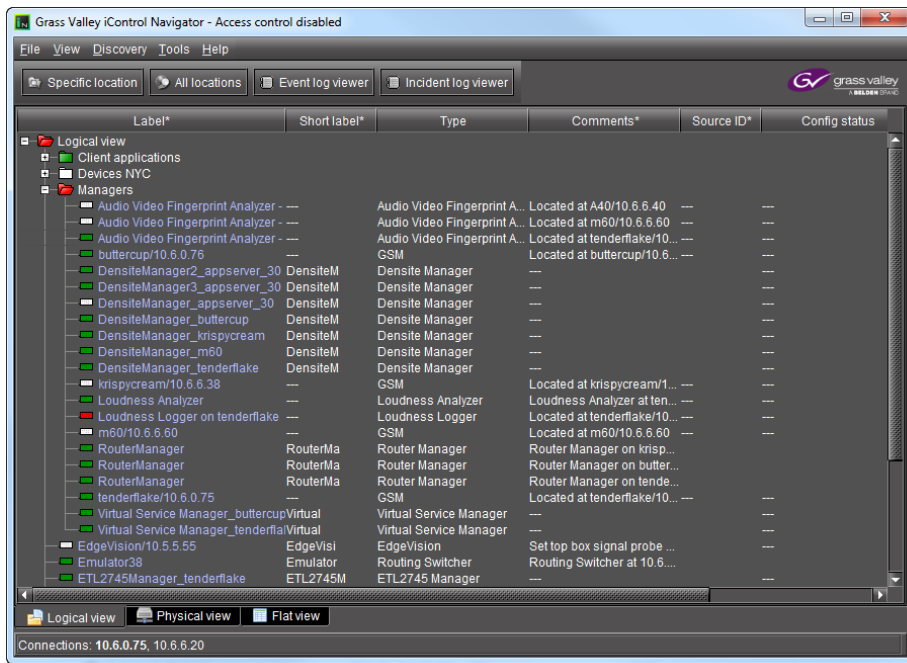 Grass Valley iControl Navigator - Access control disabled
File View Discovery Tools Help
Specific location All locations Event log viewer Incident log viewer
grass valley
A BELDEN BRAND
Label* Short label* Type Comments* Source ID* Config status
Logical view
Client applications
Devices NYC
Managers
Audio Video Fingerprint Analyzer - --- Audio Video Fingerprint A... Located at A40/10.6.6.40 --- ---
Audio Video Fingerprint Analyzer - --- Audio Video Fingerprint A... Located at m60/10.6.6.60 --- ---
Audio Video Fingerprint Analyzer - --- Audio Video Fingerprint A... Located at tenderflake/10... --- ---
buttercup/10.6.0.76 --- GSM Located at buttercup/10.6... --- ---
DensiteManager2_appserver_30 DensiteM Densite Manager --- ---
DensiteManager3_appserver_30 DensiteM Densite Manager --- ---
DensiteManager_appserver_30 DensiteM Densite Manager --- ---
DensiteManager_buttercup DensiteM Densite Manager --- ---
DensiteManager_krispycream DensiteM Densite Manager --- ---
DensiteManager_m60 DensiteM Densite Manager --- ---
DensiteManager_tenderflake DensiteM Densite Manager --- ---
krispycream/10.6.6.38 --- GSM Located at krispycream/1... --- ---
Loudness Analyzer --- Loudness Analyzer Loudness Analyzer at ten... --- ---
Loudness Logger on tenderflake --- Loudness Logger Located at tenderflake/10... --- ---
m60/10.6.6.60 --- GSM Located at m60/10.6.6.60 --- ---
RouterManager RouterMa Router Manager Router Manager on krisp...
RouterManager RouterMa Router Manager Router Manager on butter...
RouterManager RouterMa Router Manager Router Manager on tende...
tenderflake/10.6.0.75 --- GSM Located at tenderflake/10... --- ---
Virtual Service Manager_buttercup Virtual Virtual Service Manager --- ---
Virtual Service Manager_tenderfla Virtual Virtual Service Manager --- ---
EdgeVision/10.5.5.55 EdgeVisi EdgeVision Set top box signal probe ... ---
Emulator38 Emulator Routing Switcher Routing Switcher at 10.6....
ETL2745Manager_tenderflake ETL2745M ETL2745 Manager --- ---
Logical view Physical view Flat view
Connections: 10.6.0.75, 10.6.6.20